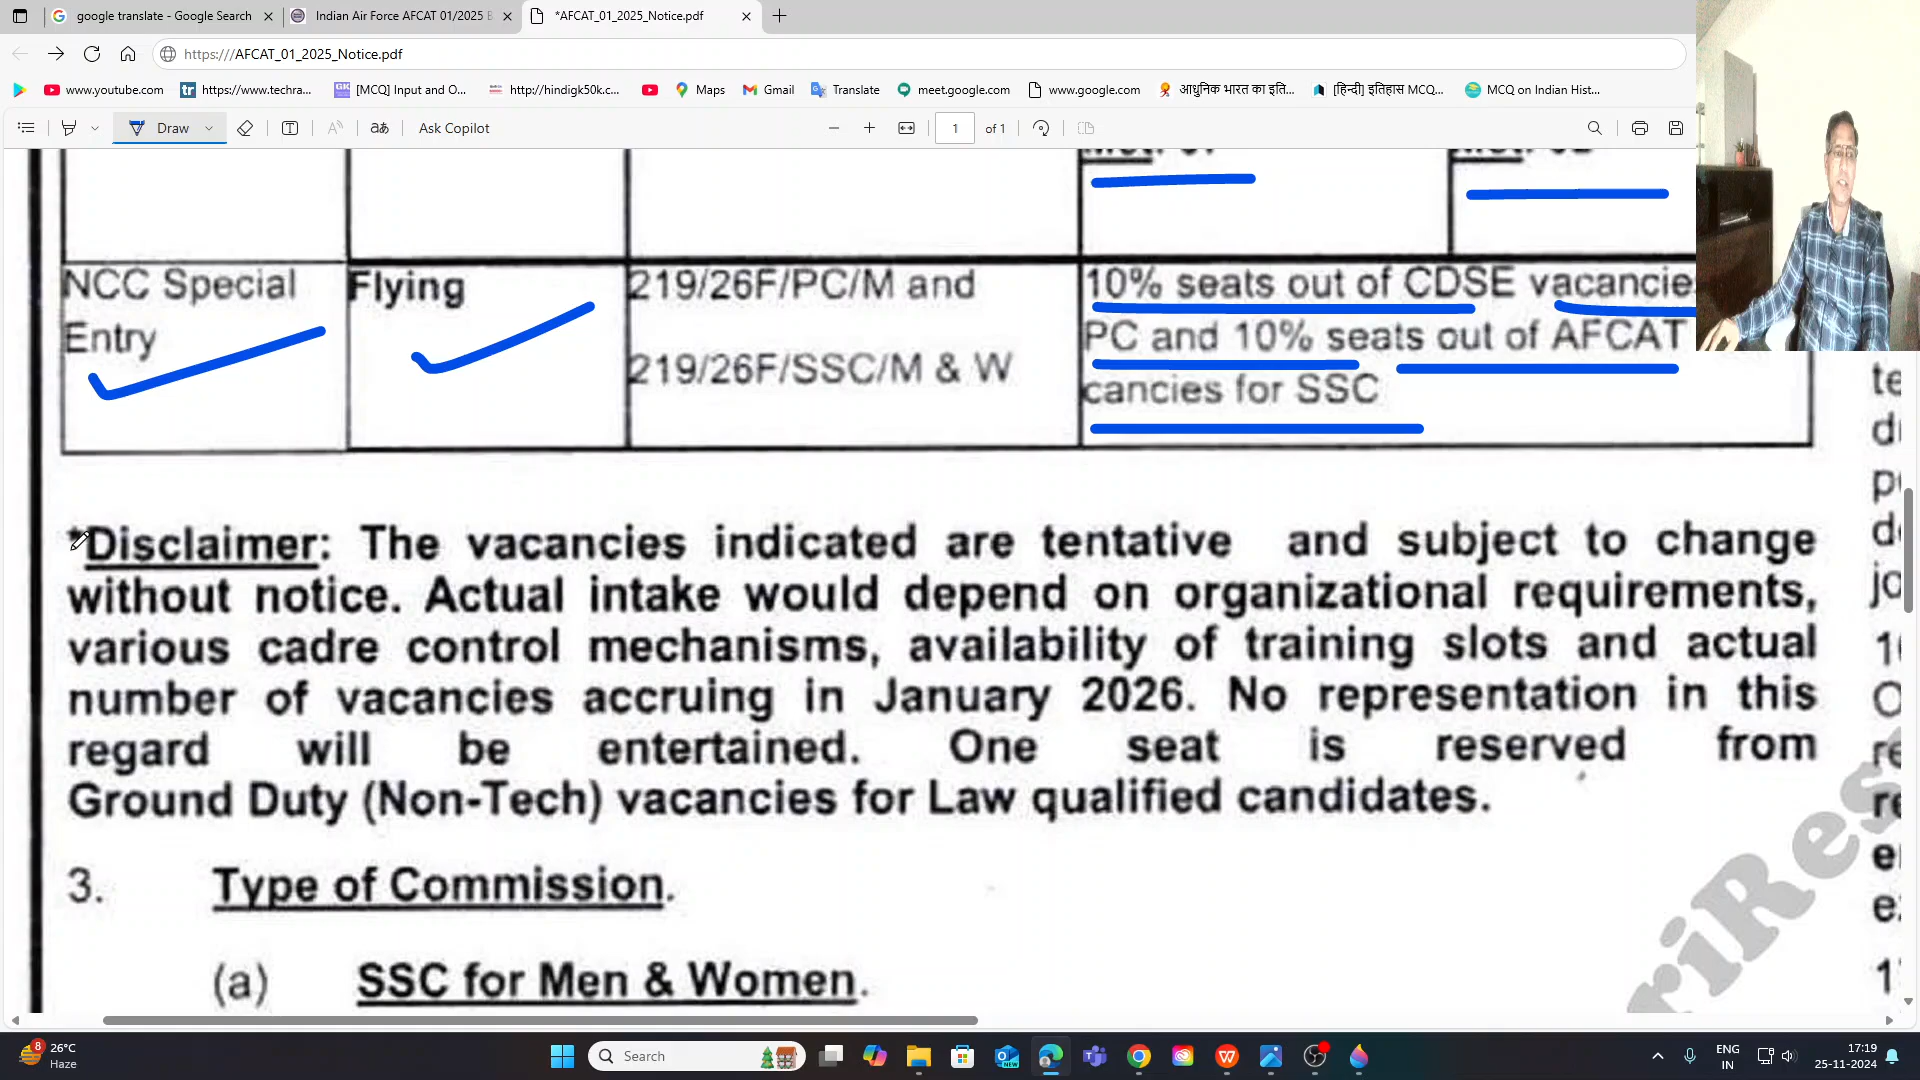 google translate - Google Search
Indian Air Force AFCAT 01/2025
*AFCAT_01_2025_Notice.pdf
https:///AFCAT_01_2025_Notice.pdf
www.youtube.com
https://www.techra...
[MCQ] Input and O...
http://hindigk50k.c...
Maps
Gmail
Translate
meet.google.com
www.google.com
आधुनिक भारत का इति...
[हिन्दी] इतिहास MCQ...
MCQ on Indian Hist...
Draw
Ask Copilot
1 of 1
NCC Special
Entry
Flying
219/26F/PC/M and
219/26F/SSC/M & W
10% seats out of CDSE vacancie
PC and 10% seats out of AFCAT
cancies for SSC
*Disclaimer: The vacancies indicated are tentative and subject to change
without notice. Actual intake would depend on organizational requirements,
various cadre control mechanisms, availability of training slots and actual
number of vacancies accruing in January 2026. No representation in this
regard will be entertained. One seat is reserved from
Ground Duty (Non-Tech) vacancies for Law qualified candidates.
3. Type of Commission.
(a) SSC for Men & Women.
riRes
8
26°C
Haze
Search
ENG
IN
17:19
25-11-2024